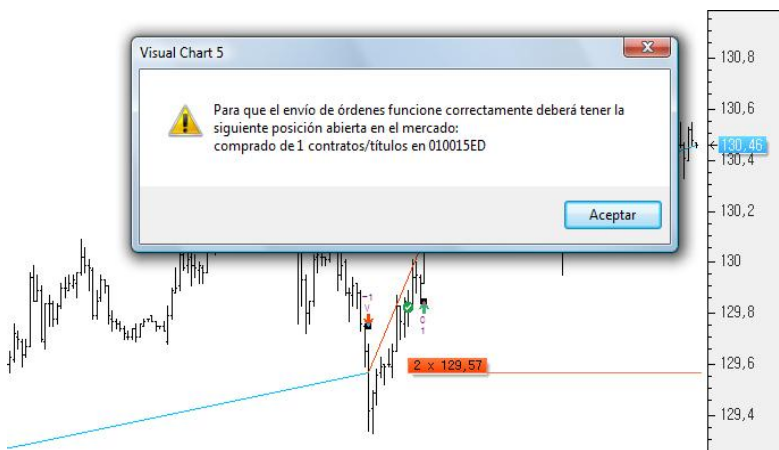 Visual Chart 5
Para que el envío de órdenes funcione correctamente deberá tener la
siguiente posición abierta en el mercado:
comprado de 1 contratos/títulos en 010015ED
Aceptar
130,8
130,6
130,46
130,4
130,2
130
129,8
129,6
129,4
-1
V
C
1
2 x 129,57